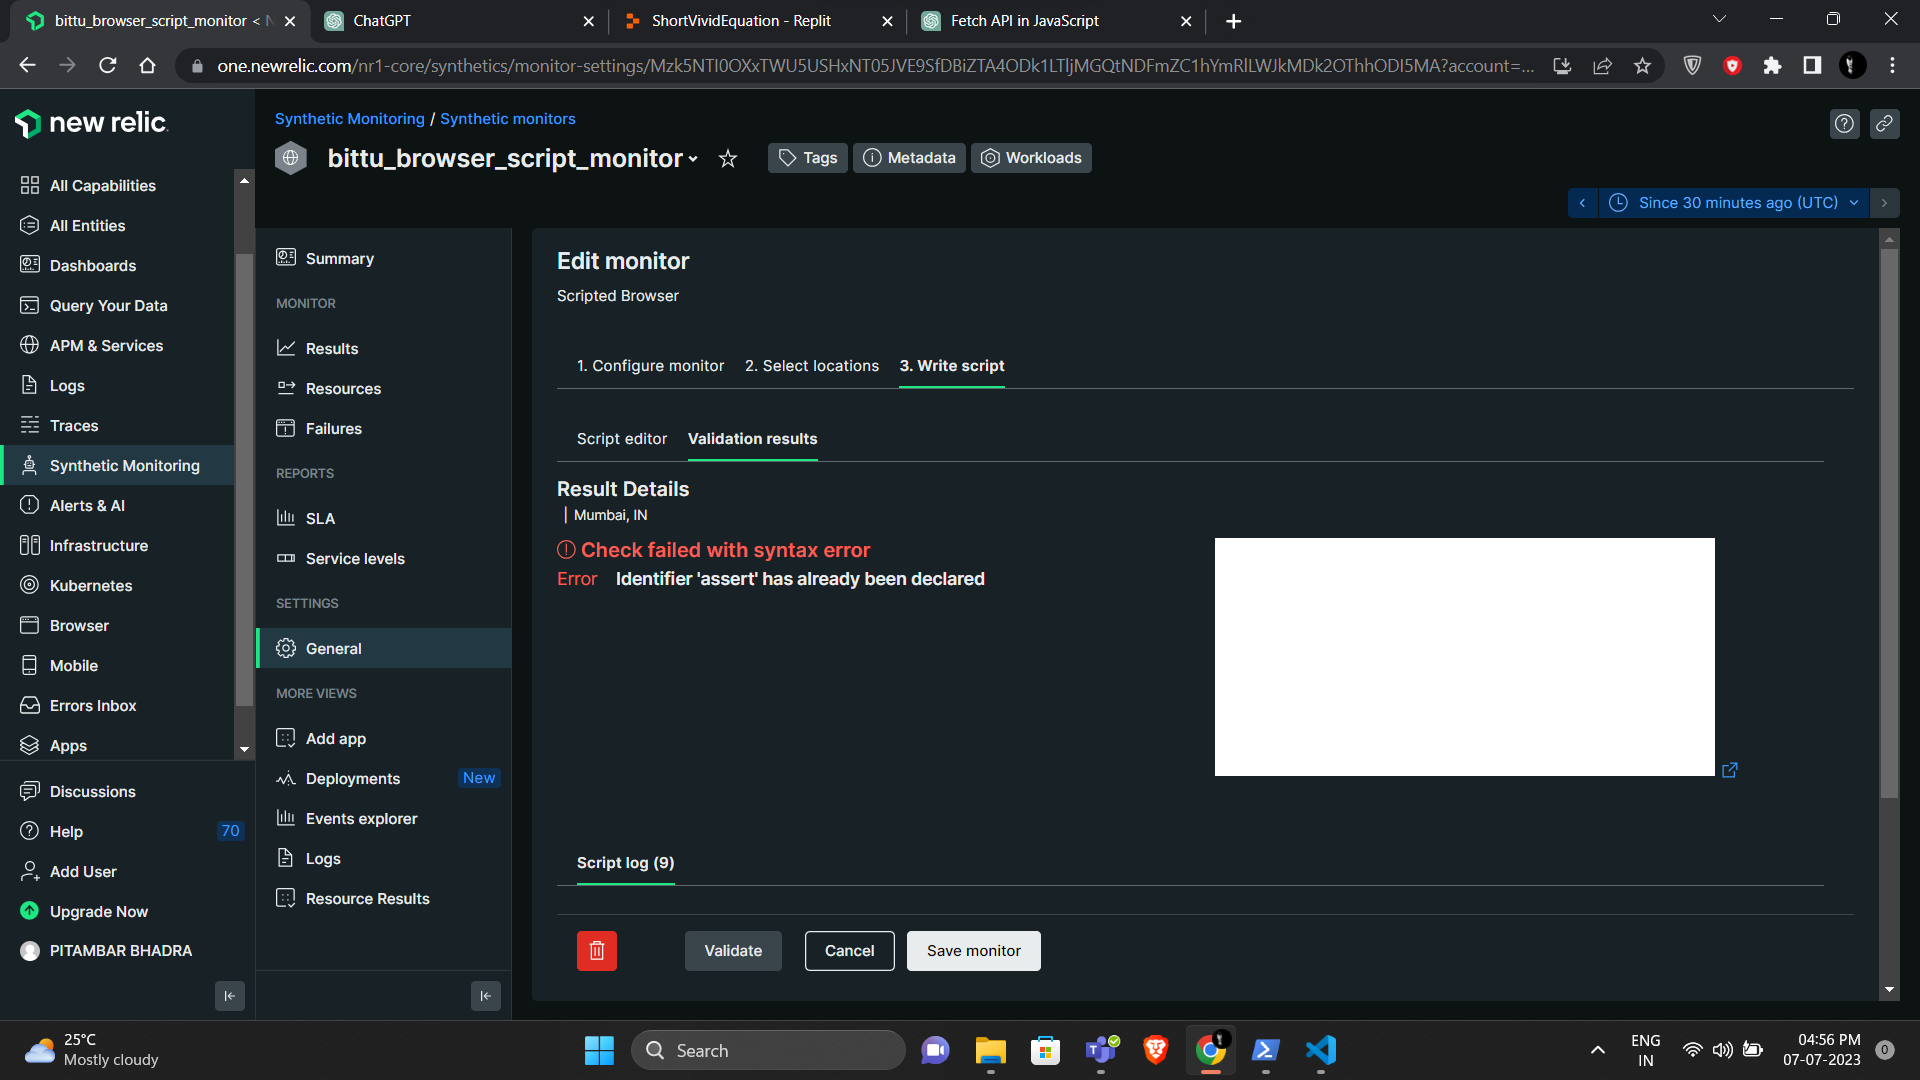 bittu_browser_script_monitor < N
ChatGPT
ShortVividEquation - Replit
Fetch API in JavaScript
one.newrelic.com/nr1-core/synthetics/monitor-settings/Mzk5NTI0OXxTWU5USHxNT05JVE9SfDBiZTA4ODk1LTljMGQtNDFmZC1hYmRlLWJkMDk2OThhODI5MA?account=...
new relic.
All Capabilities
All Entities
Dashboards
Query Your Data
APM & Services
Logs
Traces
Synthetic Monitoring
Alerts & AI
Infrastructure
Kubernetes
Browser
Mobile
Errors Inbox
Apps
Discussions
Help 70
Add User
Upgrade Now
PITAMBAR BHADRA
Synthetic Monitoring / Synthetic monitors
bittu_browser_script_monitor
Tags
Metadata
Workloads
Since 30 minutes ago (UTC)
Summary
MONITOR
Results
Resources
Failures
REPORTS
SLA
Service levels
SETTINGS
General
MORE VIEWS
Add app
Deployments New
Events explorer
Logs
Resource Results
Edit monitor
Scripted Browser
1. Configure monitor 2. Select locations 3. Write script
Script editor Validation results
Result Details
| Mumbai, IN
Check failed with syntax error
Error Identifier 'assert' has already been declared
Script log (9)
Validate
Cancel
Save monitor
25°C
Mostly cloudy
Search
ENG
IN
04:56 PM
07-07-2023
0